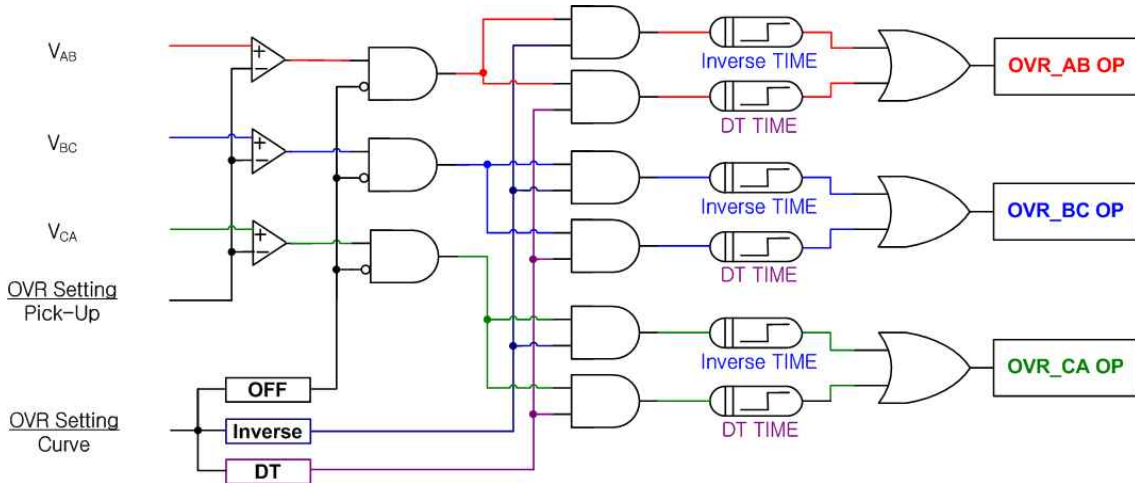 V_AB
Inverse TIME
OVR_AB OP
DT TIME
V_BC
Inverse TIME
OVR_BC OP
V_CA
DT TIME
OVR Setting
Pick-Up
Inverse TIME
OVR_CA OP
OFF
OVR Setting
Curve
Inverse
DT TIME
DT